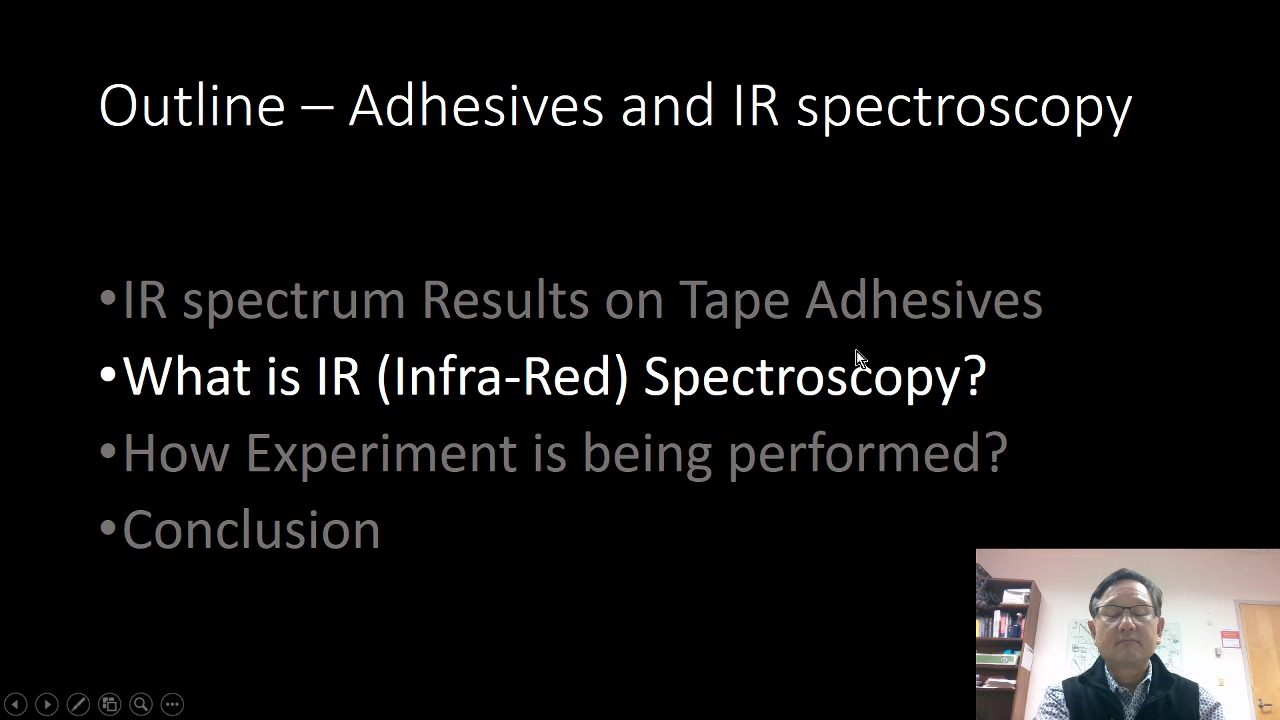 Outline – Adhesives and IR spectroscopy
•IR spectrum Results on Tape Adhesives
•What is IR (Infra-Red) Spectroscopy?
•How Experiment is being performed?
•Conclusion